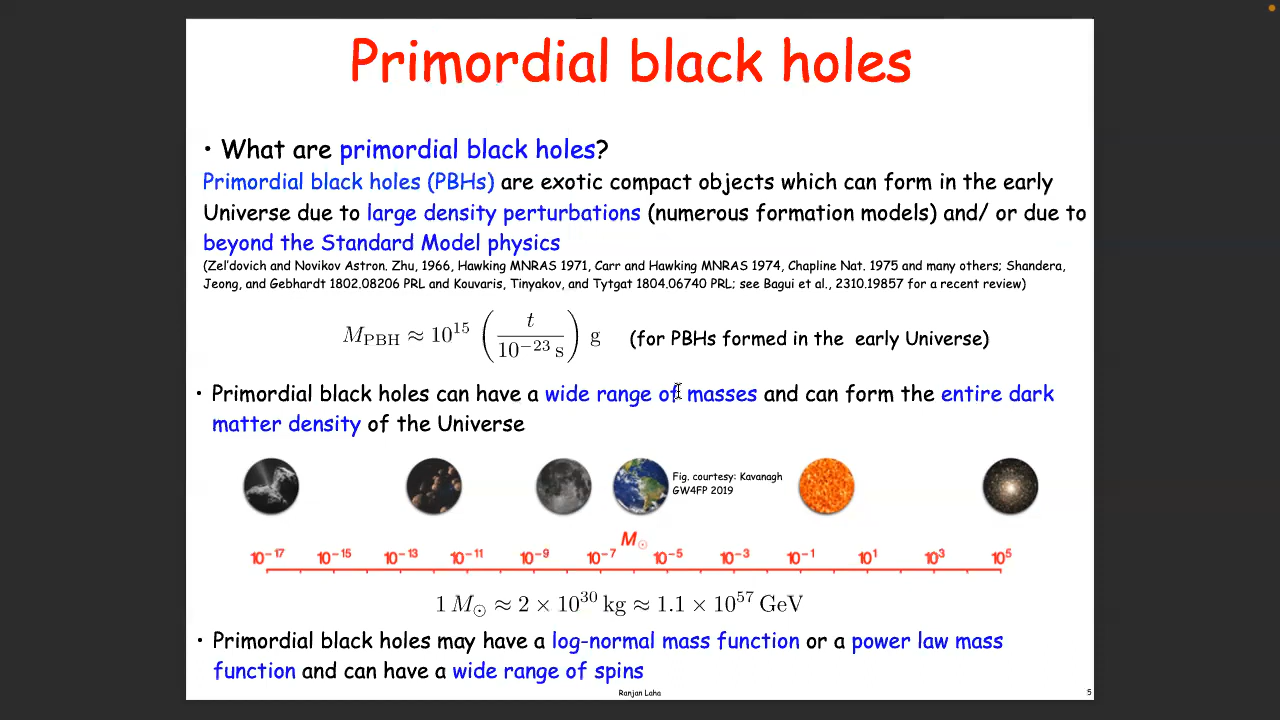 Primordial black holes
• What are primordial black holes?
Primordial black holes (PBHs) are exotic compact objects which can form in the early
Universe due to large density perturbations (numerous formation models) and/ or due to
beyond the Standard Model physics
(Zel’dovich and Novikov Astron. Zhu, 1966, Hawking MNRAS 1971, Carr and Hawking MNRAS 1974, Chapline Nat. 1975 and many others; Shandera,
Jeong, and Gebhardt 1802.08206 PRL and Kouvaris, Tinyakov, and Tytgat 1804.06740 PRL; see Bagui et al., 2310.19857 for a recent review)
M_PBH ≈ 10^15 (t / 10^−23 s) g (for PBHs formed in the early Universe)
• Primordial black holes can have a wide range of masses and can form the entire dark
matter density of the Universe
Fig. courtesy: Kavanagh
GW4FP 2019
M_⊙
10^−17 10^−15 10^−13 10^−11 10^−9 10^−7 10^−5 10^−3 10^−1 10^1 10^3 10^5
1 M_⊙ ≈ 2 × 10^30 kg ≈ 1.1 × 10^57 GeV
• Primordial black holes may have a log-normal mass function or a power law mass
function and can have a wide range of spins
Ranjan Laha 5